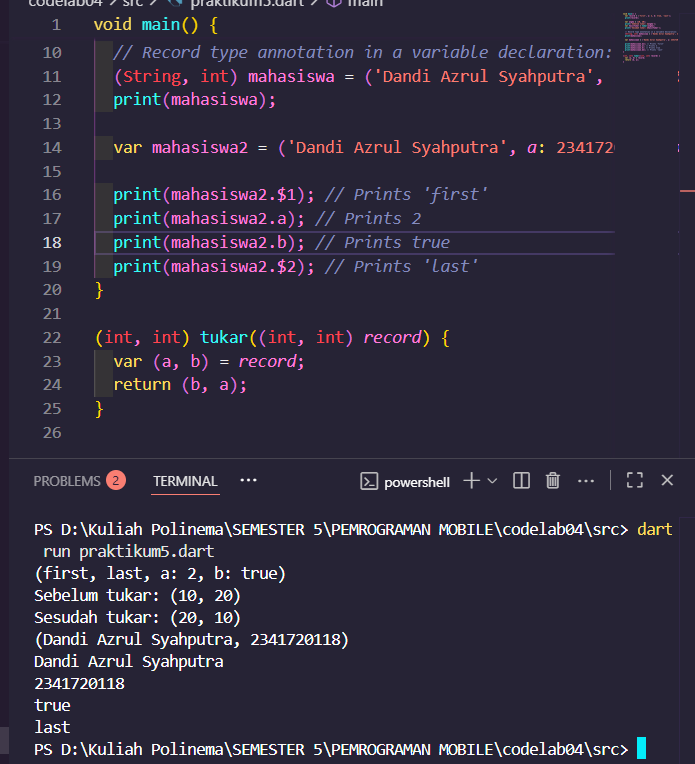 codelab04 > src > praktikum5.dart > main
1 void main() {
10 // Record type annotation in a variable declaration:
11 (String, int) mahasiswa = ('Dandi Azrul Syahputra',
12 print(mahasiswa);
13
14 var mahasiswa2 = ('Dandi Azrul Syahputra', a: 234172
15
16 print(mahasiswa2.$1); // Prints 'first'
17 print(mahasiswa2.a); // Prints 2
18 print(mahasiswa2.b); // Prints true
19 print(mahasiswa2.$2); // Prints 'last'
20 }
21
22 (int, int) tukar((int, int) record) {
23 var (a, b) = record;
24 return (b, a);
25 }
26
PROBLEMS 2 TERMINAL ··· powershell
PS D:\Kuliah Polinema\SEMESTER 5\PEMROGRAMAN MOBILE\codelab04\src> dart
run praktikum5.dart
(first, last, a: 2, b: true)
Sebelum tukar: (10, 20)
Sesudah tukar: (20, 10)
(Dandi Azrul Syahputra, 2341720118)
Dandi Azrul Syahputra
2341720118
true
last
PS D:\Kuliah Polinema\SEMESTER 5\PEMROGRAMAN MOBILE\codelab04\src>